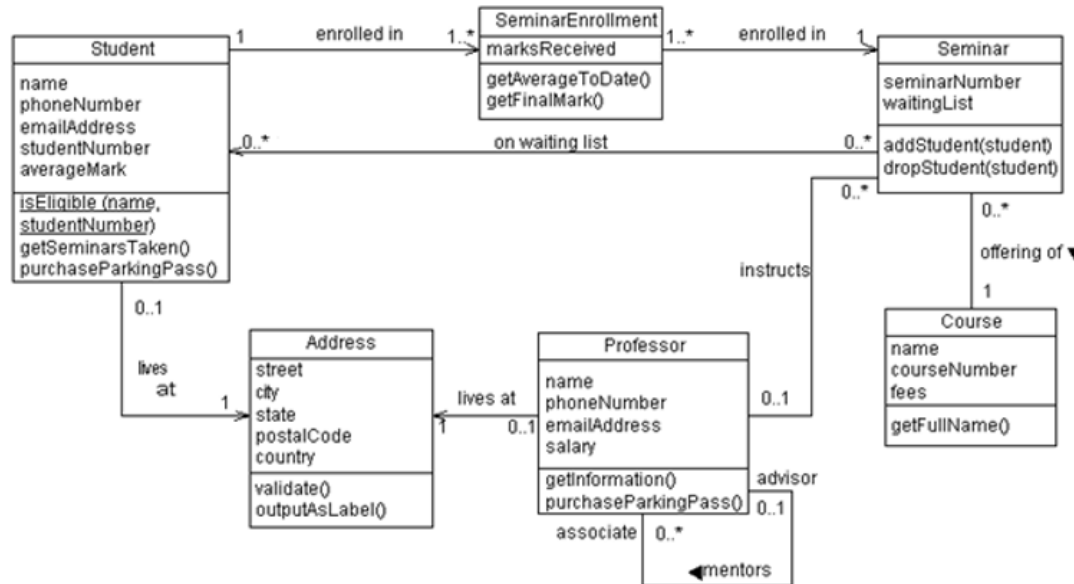 Student
name
phoneNumber
emailAddress
studentNumber
averageMark
isEligible (name,
studentNumber)
getSeminarsTaken()
purchaseParkingPass()
1
enrolled in
1..*
SeminarEnrollment
marksReceived
getAverageToDate()
getFinalMark()
1..*
enrolled in
1
Seminar
seminarNumber
waitingList
addStudent(student)
dropStudent(student)
0..*
on waiting list
0..*
0..*
instructs
0..1
0..*
offering of ▼
1
Course
name
courseNumber
fees
getFullName()
0..1
lives
at
1
Address
street
city
state
postalCode
country
validate()
outputAsLabel()
lives at
1
0..1
Professor
name
phoneNumber
emailAddress
salary
getInformation()
purchaseParkingPass()
advisor
0..1
associate
0..*
◀mentors